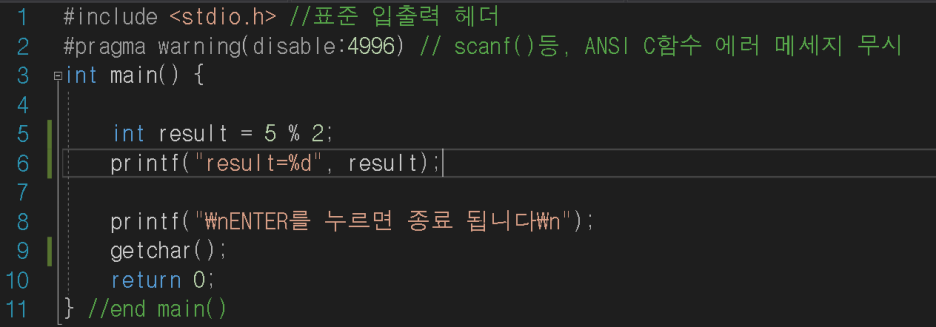 1 #include <stdio.h> //표준 입출력 헤더
2 #pragma warning(disable:4996) // scanf()등, ANSI C함수 에러 메세지 무시
3 int main() {
4
5 int result = 5 % 2;
6 printf("result=%d", result);
7
8 printf("₩nENTER를 누르면 종료 됩니다₩n");
9 getchar();
10 return 0;
11 } //end main()